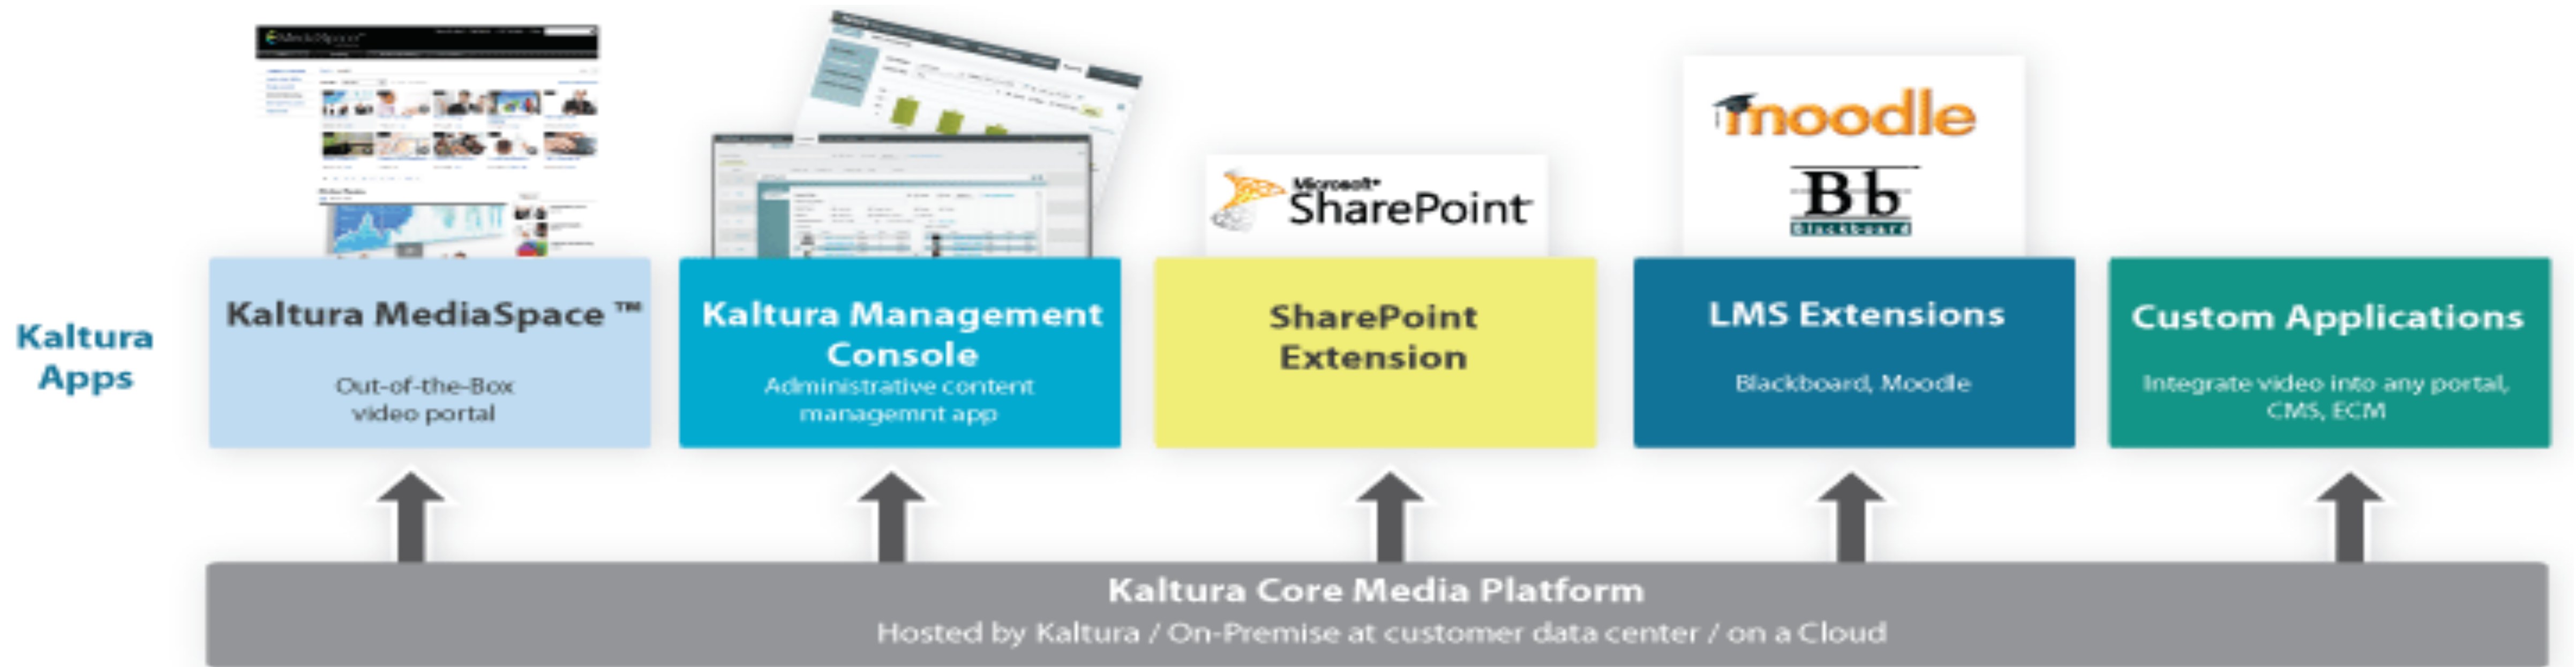 MediaSpace™
Microsoft®
SharePoint
moodle
Bb
Blackboard
Kaltura
Apps
Kaltura MediaSpace ™
Out-of-the-Box
video portal
Kaltura Management
Console
Administrative content
managemnt app
SharePoint
Extension
LMS Extensions
Blackboard, Moodle
Custom Applications
Integrate video into any portal,
CMS, ECM
Kaltura Core Media Platform
Hosted by Kaltura / On-Premise at customer data center / on a Cloud